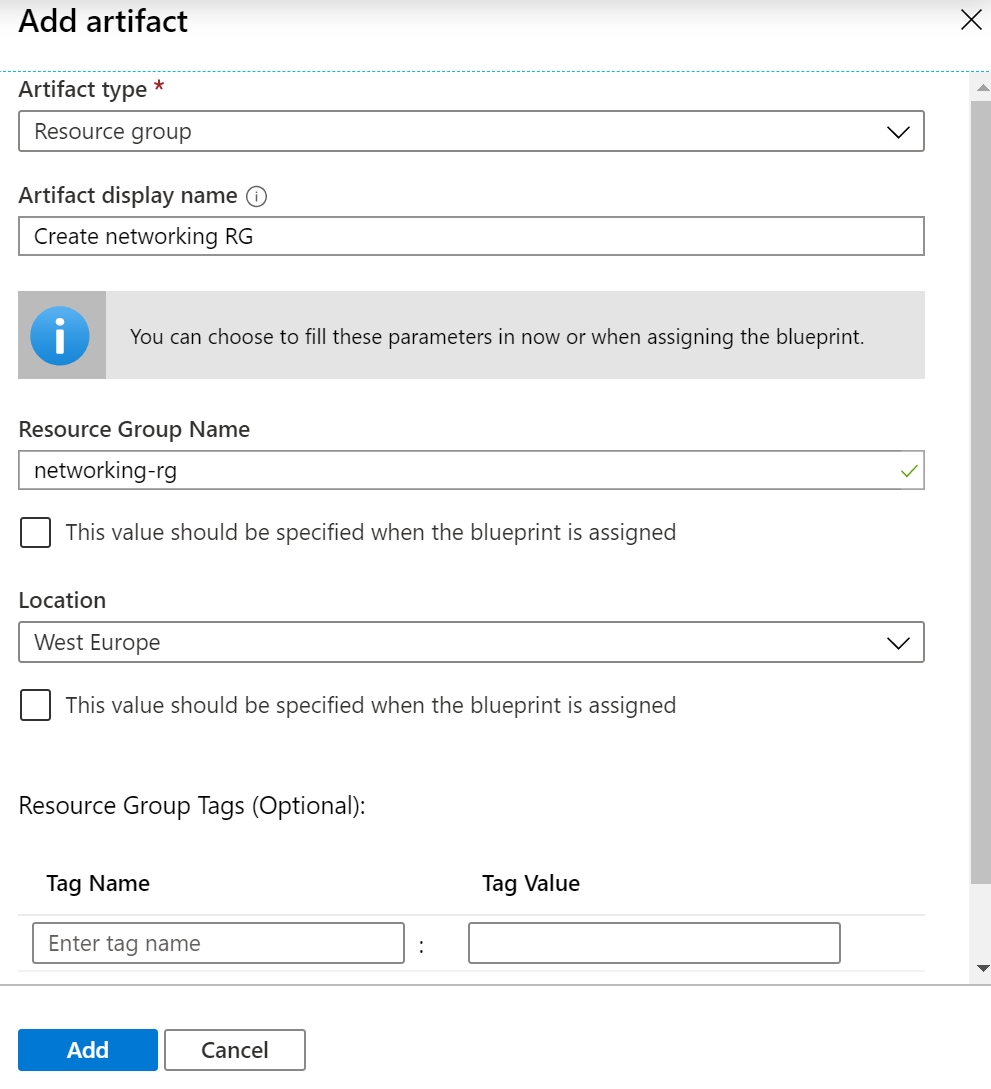 Add artifact
Artifact type *
Resource group
Artifact display name
Create networking RG
You can choose to fill these parameters in now or when assigning the blueprint.
Resource Group Name
networking-rg
This value should be specified when the blueprint is assigned
Location
West Europe
This value should be specified when the blueprint is assigned
Resource Group Tags (Optional):
Tag Name Tag Value
Enter tag name :
Add Cancel